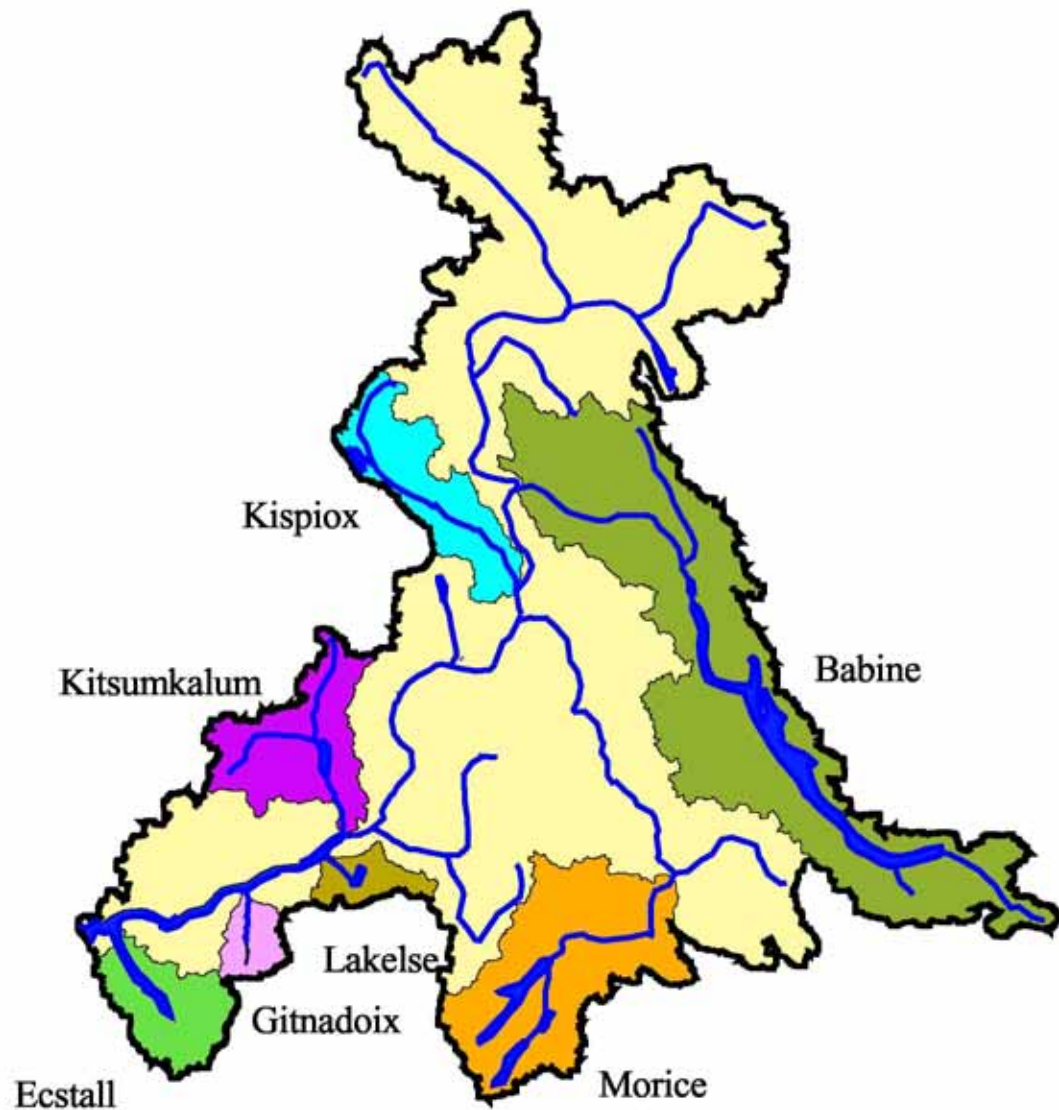 Kispiox
Kitsumkalum
Babine
Lakelse
Gitnadoix
Morice
Ecstall